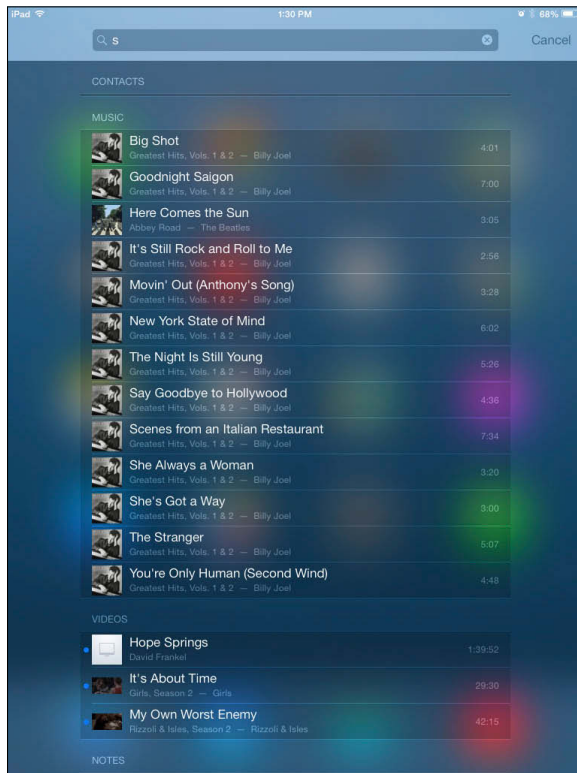 iPad 1:30 PM 68%
s Cancel
CONTACTS
MUSIC
Big Shot
Greatest Hits, Vols. 1 & 2 — Billy Joel 4:01
Goodnight Saigon
Greatest Hits, Vols. 1 & 2 — Billy Joel 7:00
Here Comes the Sun
Abbey Road — The Beatles 3:05
It's Still Rock and Roll to Me
Greatest Hits, Vols. 1 & 2 — Billy Joel 2:56
Movin' Out (Anthony's Song)
Greatest Hits, Vols. 1 & 2 — Billy Joel 3:28
New York State of Mind
Greatest Hits, Vols. 1 & 2 — Billy Joel 6:02
The Night Is Still Young
Greatest Hits, Vols. 1 & 2 — Billy Joel 5:26
Say Goodbye to Hollywood
Greatest Hits, Vols. 1 & 2 — Billy Joel 4:36
Scenes from an Italian Restaurant
Greatest Hits, Vols. 1 & 2 — Billy Joel 7:34
She Always a Woman
Greatest Hits, Vols. 1 & 2 — Billy Joel 3:20
She's Got a Way
Greatest Hits, Vols. 1 & 2 — Billy Joel 3:00
The Stranger
Greatest Hits, Vols. 1 & 2 — Billy Joel 5:07
You're Only Human (Second Wind)
Greatest Hits, Vols. 1 & 2 — Billy Joel 4:48
VIDEOS
Hope Springs
David Frankel 1:39:52
It's About Time
Girls, Season 2 — Girls 29:30
My Own Worst Enemy
Rizzoli & Isles, Season 2 — Rizzoli & Isles 42:15
NOTES